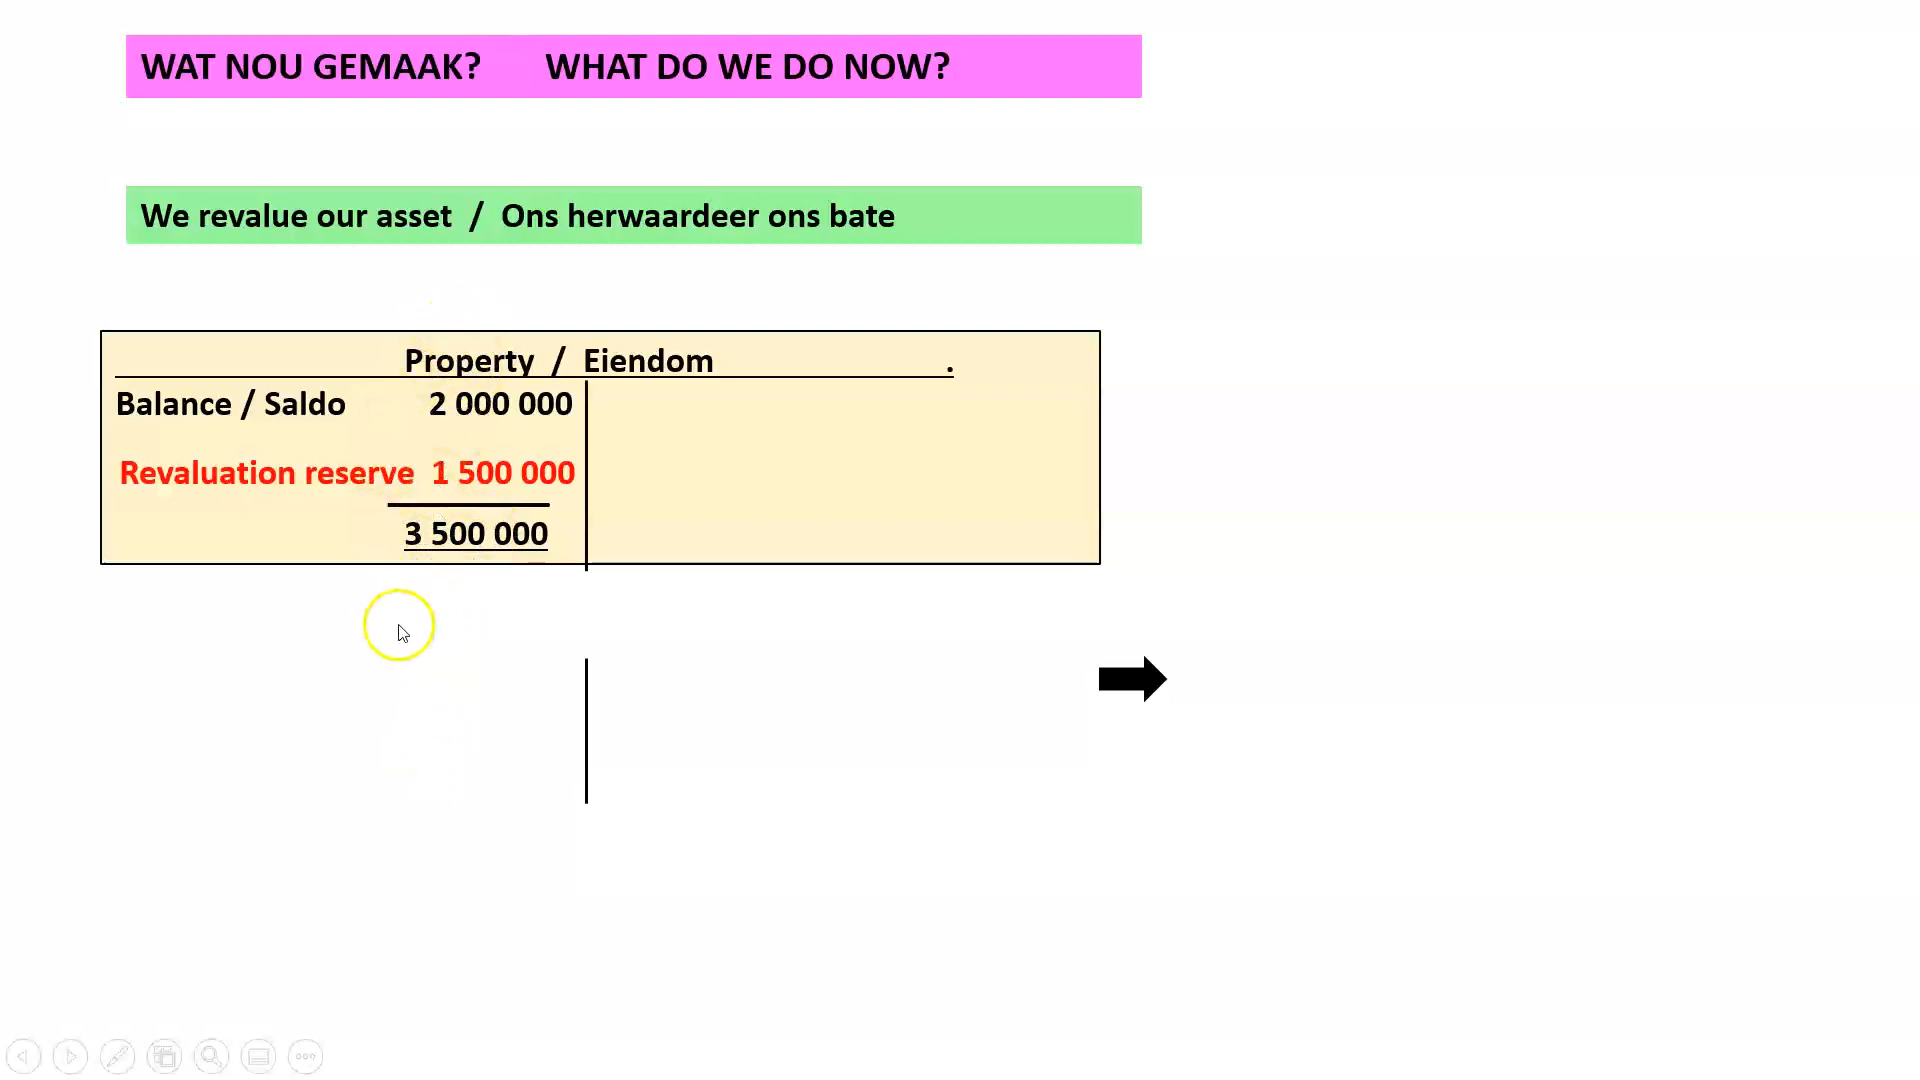 WAT NOU GEMAAK? WHAT DO WE DO NOW?
We revalue our asset / Ons herwaardeer ons bate
Property / Eiendom .
Balance / Saldo 2 000 000
Revaluation reserve 1 500 000
3 500 000